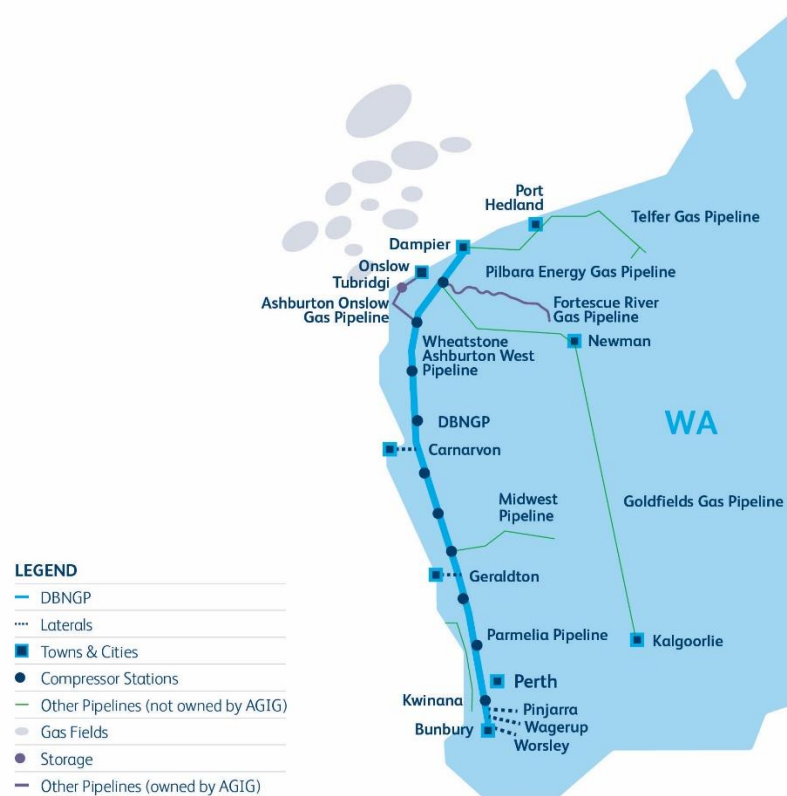 Port
Hedland
Telfer Gas Pipeline
Dampier
Onslow
Tubridgi
Pilbara Energy Gas Pipeline
Ashburton Onslow
Gas Pipeline
Fortescue River
Gas Pipeline
Wheatstone
Ashburton West
Pipeline
Newman
WA
DBNGP
Carnarvon
Midwest
Pipeline
Goldfields Gas Pipeline
Geraldton
Parmelia Pipeline
Kalgoorlie
Perth
Kwinana
Pinjarra
Wagerup
Bunbury
Worsley
LEGEND
DBNGP
Laterals
Towns & Cities
Compressor Stations
Other Pipelines (not owned by AGIG)
Gas Fields
Storage
Other Pipelines (owned by AGIG)